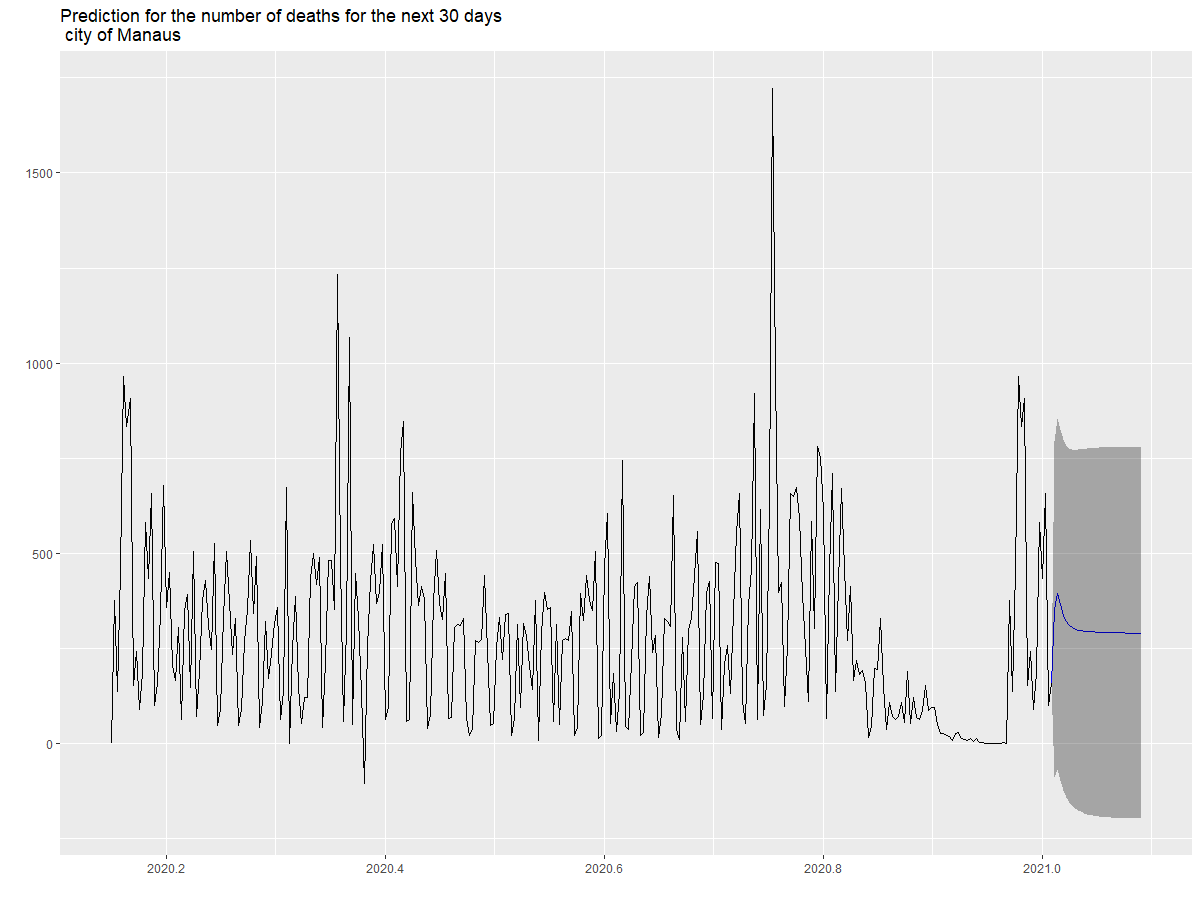 Prediction for the number of deaths for the next 30 days
city of Manaus
1500
1000
500
0
2020.2 2020.4 2020.6 2020.8 2021.0